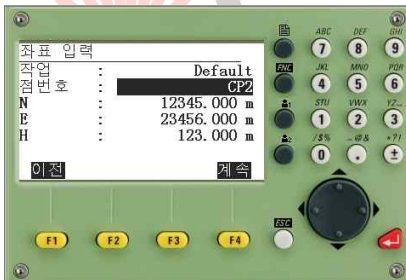 좌표 입력
작업 : Default
점번호 : CP2
N : 12345.000 m
E : 23456.000 m
H : 123.000 m
이전 계속
F1 F2 F3 F4
FNC
ESC
ABC DEF GHI
7 8 9
JKL MNO PQR
4 5 6
STU VWX YZ_
1 2 3
/$% _@& *?!
0 . ±